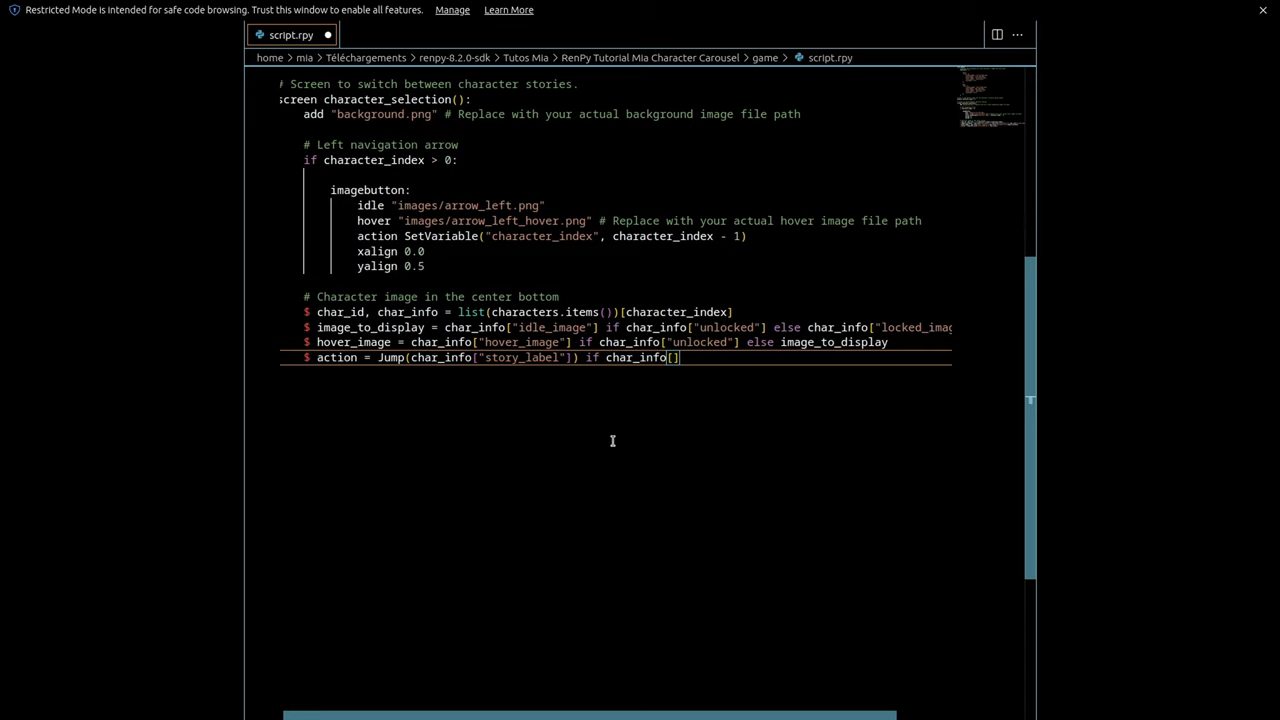 Restricted Mode is intended for safe code browsing. Trust this window to enable all features. Manage Learn More
script.rpy
home > mia > Téléchargements > renpy-8.2.0-sdk > Tutos Mia > RenPy Tutorial Mia Character Carousel > game > script.rpy
# Screen to switch between character stories.
screen character_selection():
add "background.png" # Replace with your actual background image file path
# Left navigation arrow
if character_index > 0:
imagebutton:
idle "images/arrow_left.png"
hover "images/arrow_left_hover.png" # Replace with your actual hover image file path
action SetVariable("character_index", character_index - 1)
xalign 0.0
yalign 0.5
# Character image in the center bottom
$ char_id, char_info = list(characters.items())[character_index]
$ image_to_display = char_info["idle_image"] if char_info["unlocked"] else char_info["locked_imag
$ hover_image = char_info["hover_image"] if char_info["unlocked"] else image_to_display
$ action = Jump(char_info["story_label"]) if char_info[]